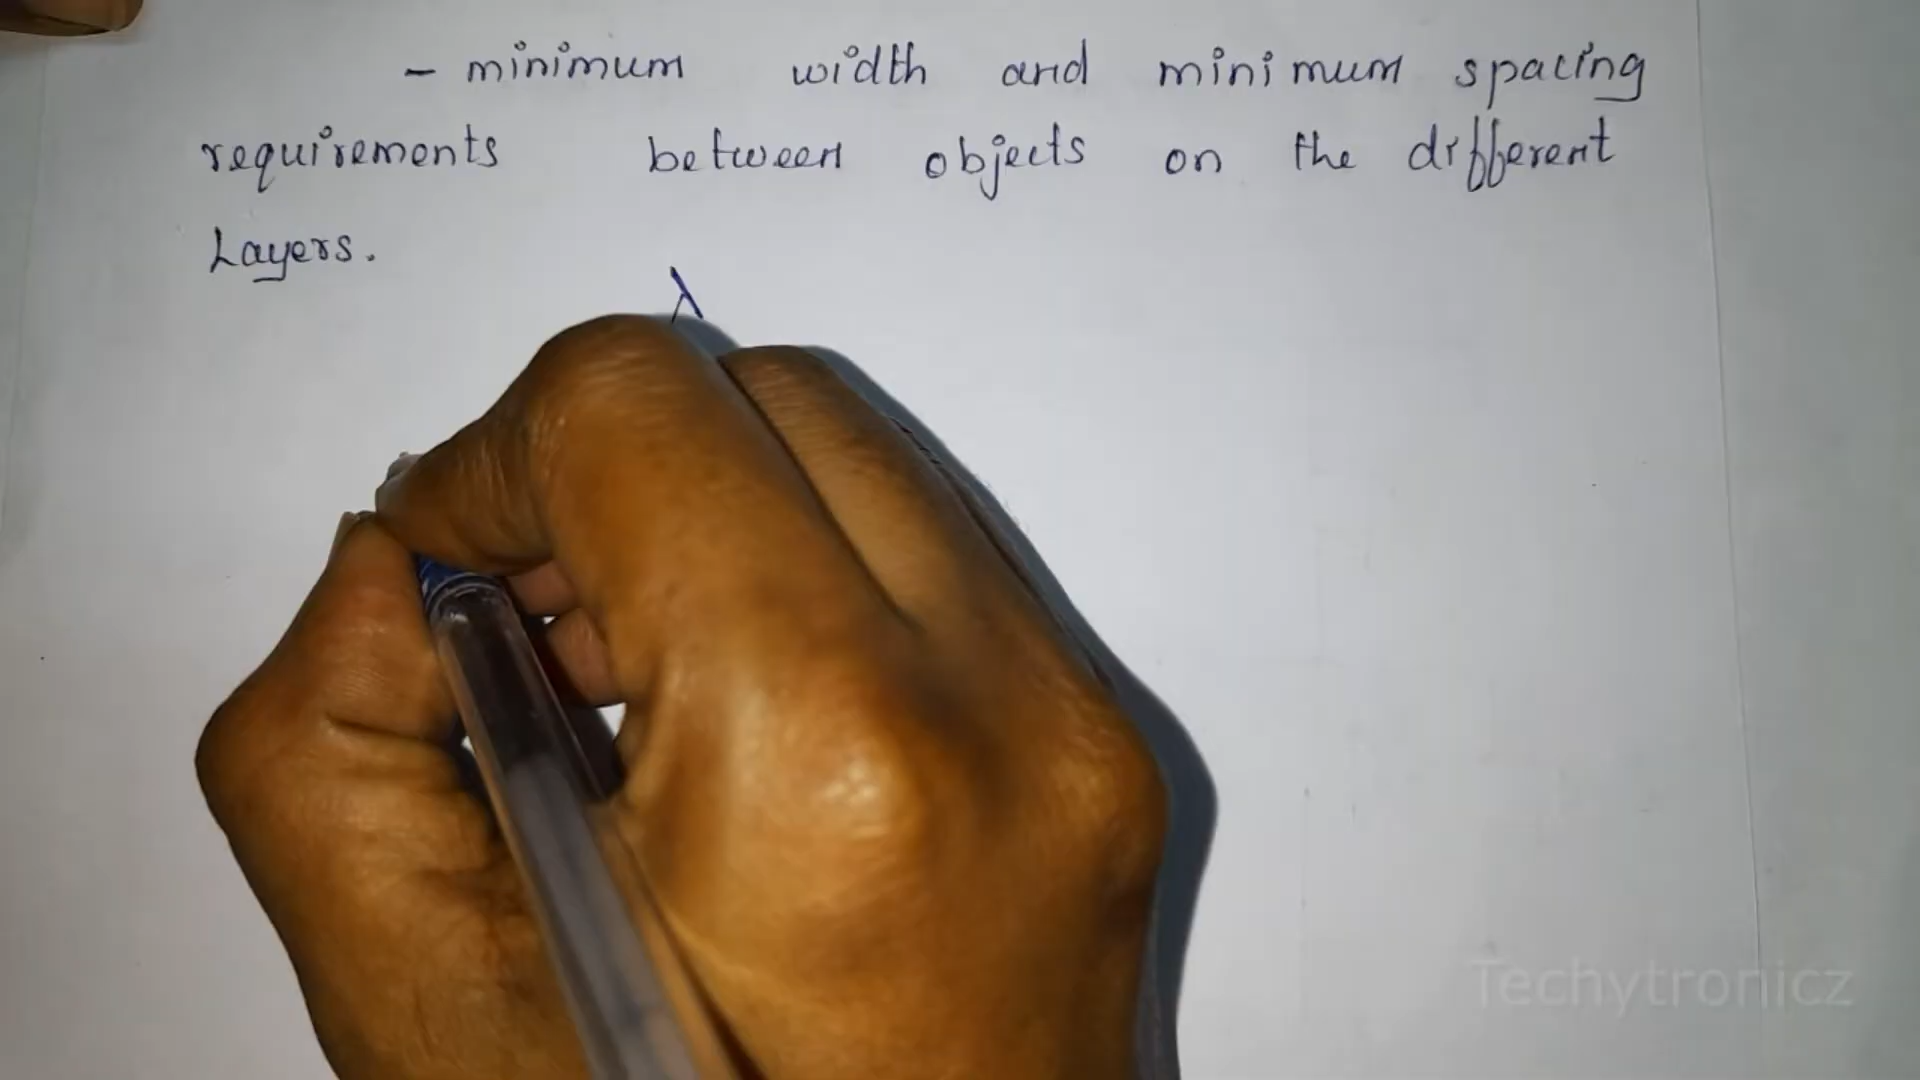 - minimum width and minimum spacing
requirements between objects on the different
Layers.
λ
Techytronicz